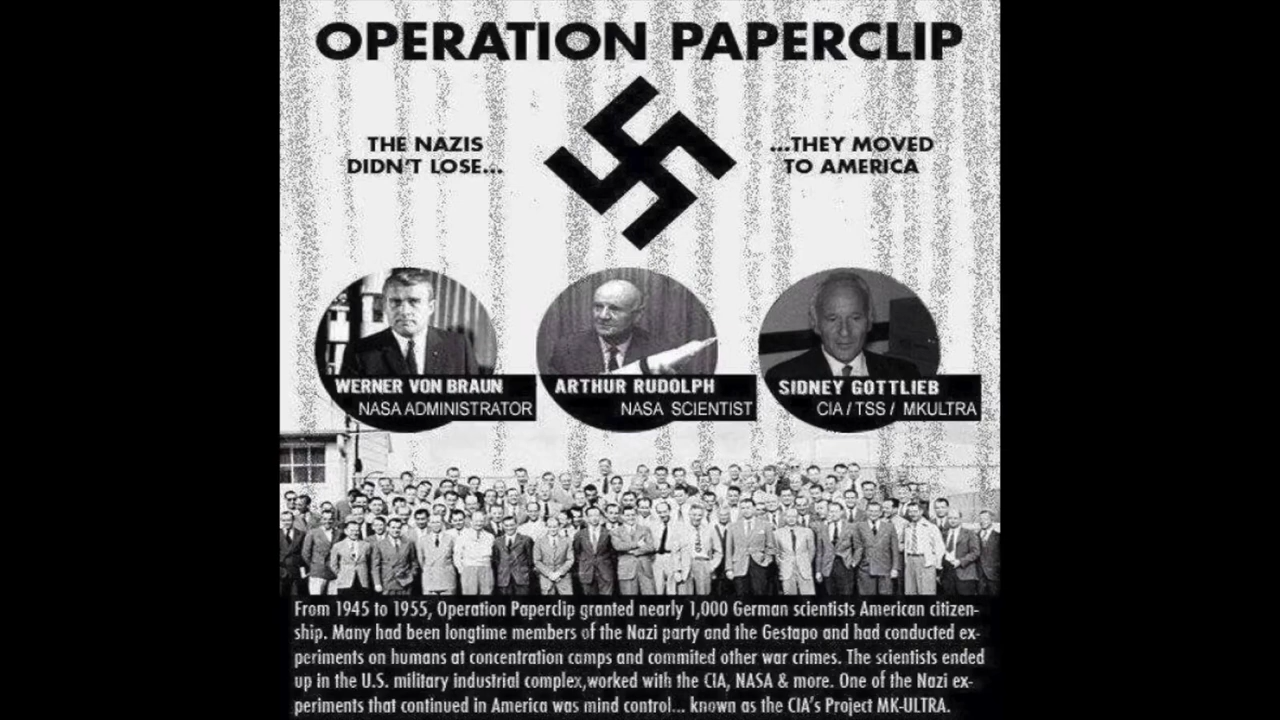 OPERATION PAPERCLIP
THE NAZIS
DIDN'T LOSE...
...THEY MOVED
TO AMERICA
WERNER VON BRAUN
NASA ADMINISTRATOR
ARTHUR RUDOLPH
NASA SCIENTIST
SIDNEY GOTTLIEB
CIA / TSS / MKULTRA
From 1945 to 1955, Operation Paperclip granted nearly 1,000 German scientists American citizen-
ship. Many had been longtime members of the Nazi party and the Gestapo and had conducted ex-
periments on humans at concentration camps and commited other war crimes. The scientists ended
up in the U.S. military industrial complex,worked with the CIA, NASA & more. One of the Nazi ex-
periments that continued in America was mind control... known as the CIA's Project MK-ULTRA.